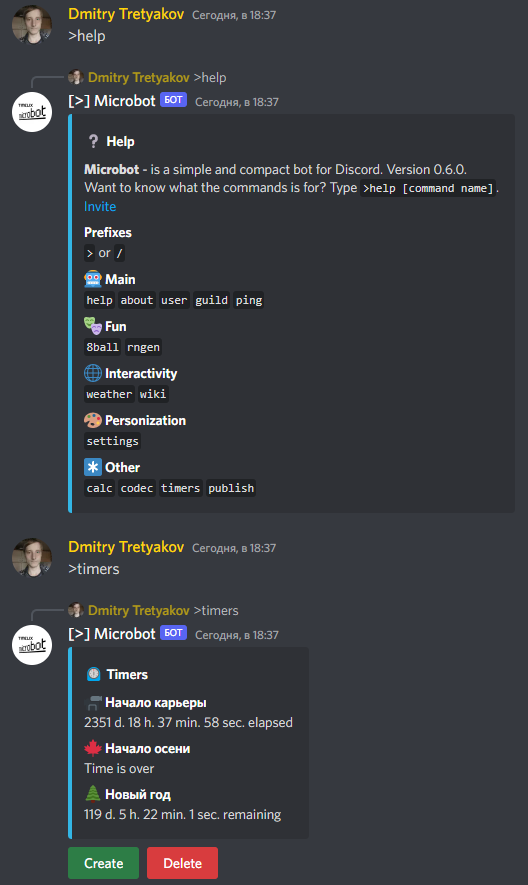 Dmitry Tretyakov Сегодня, в 18:37
>help
Dmitry Tretyakov >help
[>] Microbot БОТ Сегодня, в 18:37
Help
Microbot - is a simple and compact bot for Discord. Version 0.6.0.
Want to know what the commands is for? Type >help [command name].
Invite
Prefixes
> or /
Main
help about user guild ping
Fun
8ball rngen
Interactivity
weather wiki
Personization
settings
Other
calc codec timers publish
Dmitry Tretyakov Сегодня, в 18:37
>timers
Dmitry Tretyakov >timers
[>] Microbot БОТ Сегодня, в 18:37
Timers
Начало карьеры
2351 d. 18 h. 37 min. 58 sec. elapsed
Начало осени
Time is over
Новый год
119 d. 5 h. 22 min. 1 sec. remaining
Create Delete